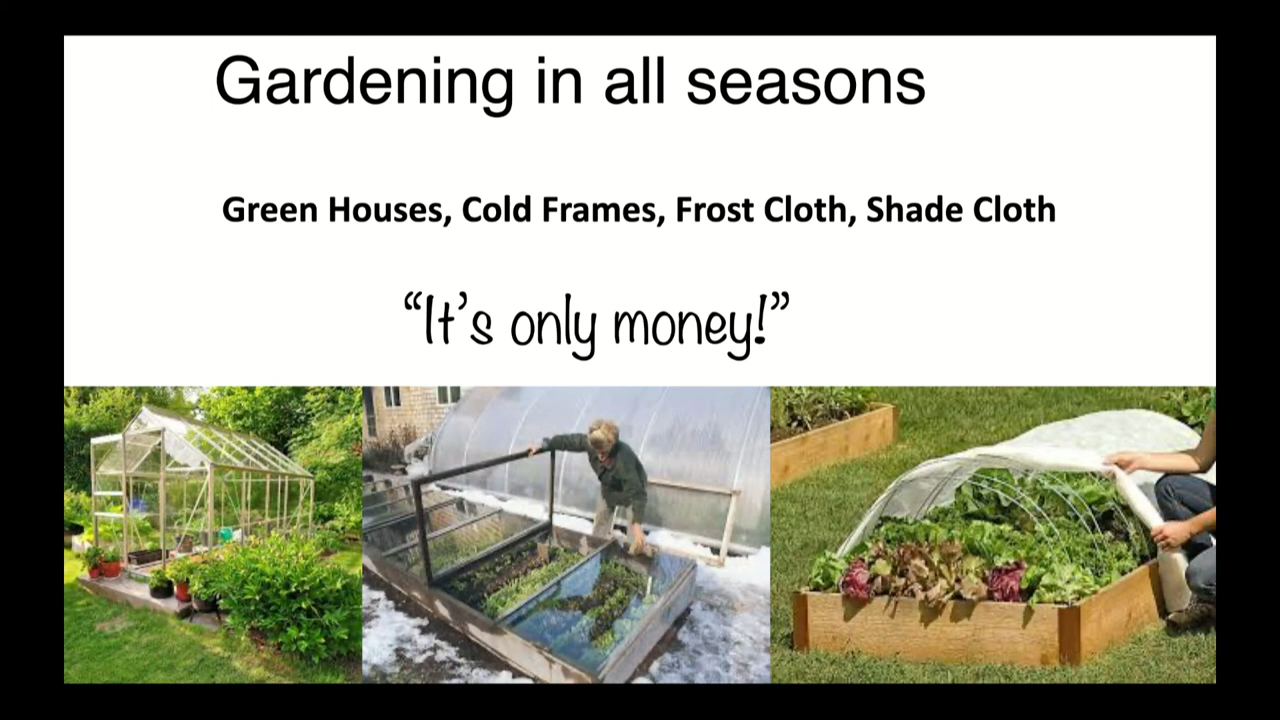 Gardening in all seasons
Green Houses, Cold Frames, Frost Cloth, Shade Cloth
“It’s only money!”